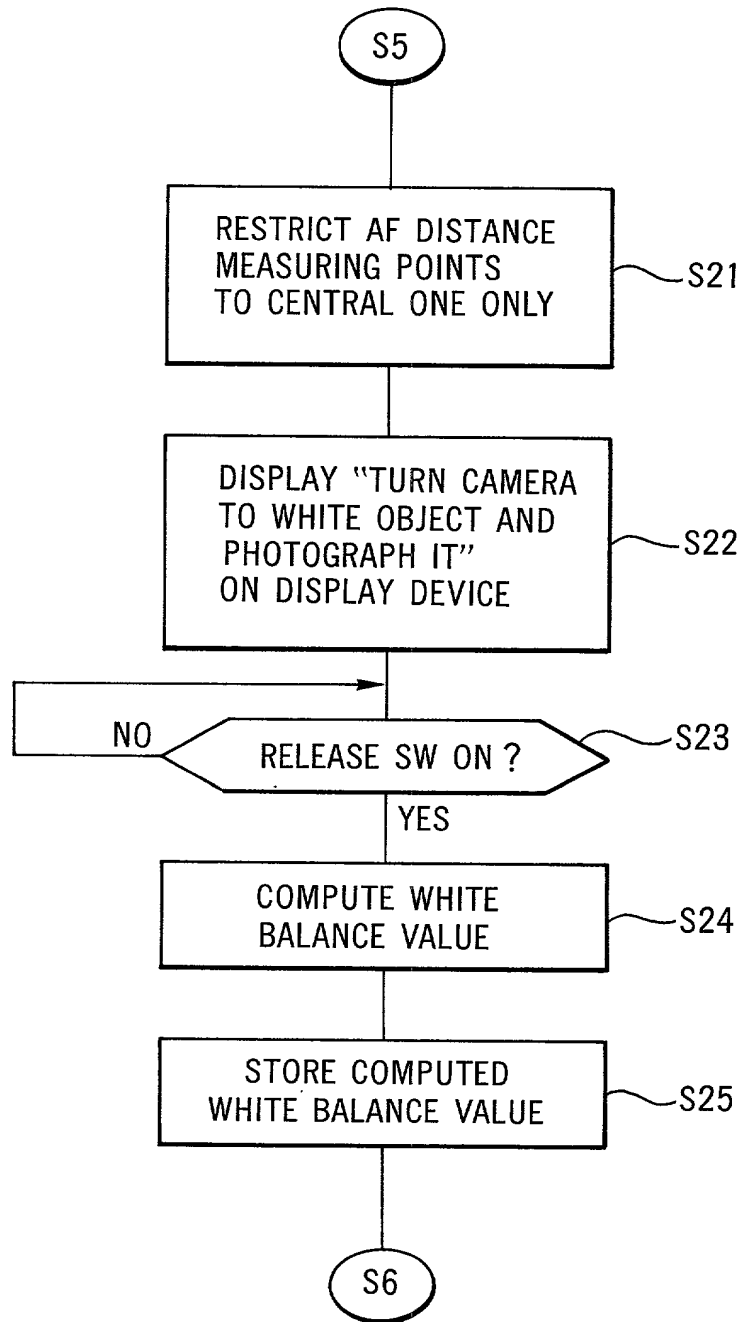 S5
RESTRICT AF DISTANCE
MEASURING POINTS
TO CENTRAL ONE ONLY
S21
DISPLAY "TURN CAMERA
TO WHITE OBJECT AND
PHOTOGRAPH IT"
ON DISPLAY DEVICE
S22
NO
RELEASE SW ON ?
S23
YES
COMPUTE WHITE
BALANCE VALUE
S24
STORE COMPUTED
WHITE BALANCE VALUE
S25
S6